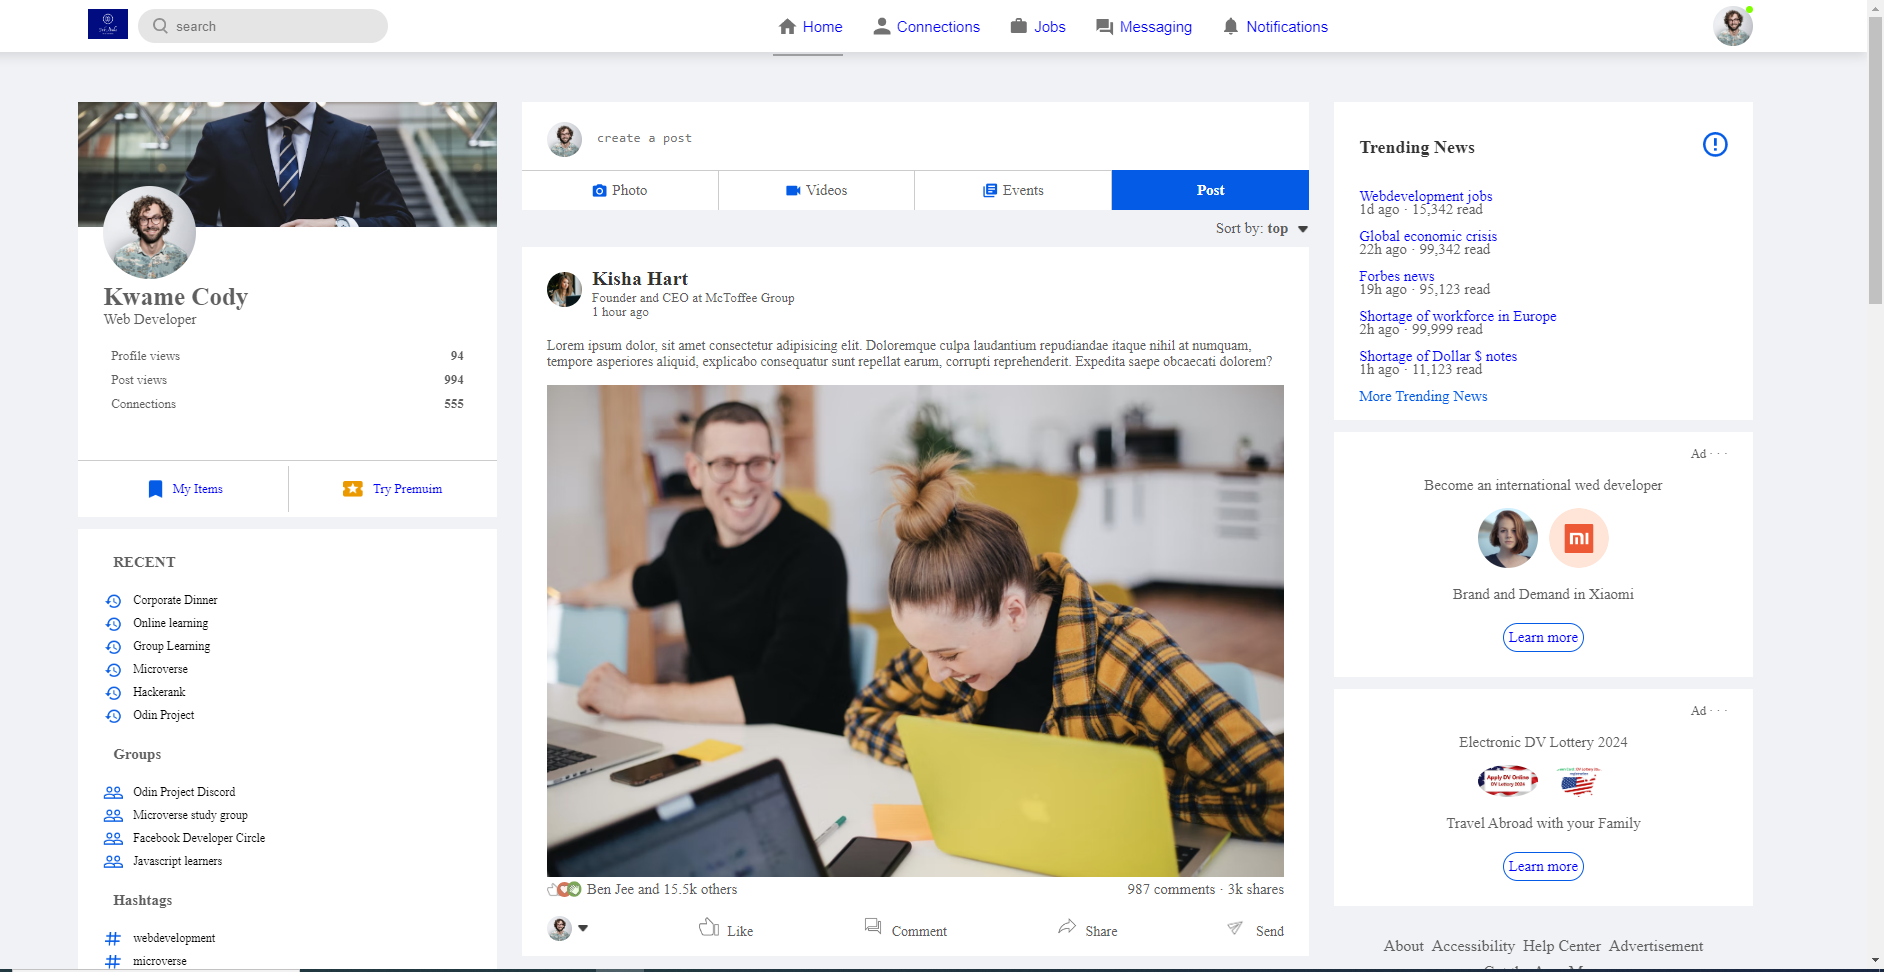 search
Home
Connections
Jobs
Messaging
Notifications
Kwame Cody
Web Developer
Profile views 94
Post views 994
Connections 555
My Items
Try Premuim
RECENT
Corporate Dinner
Online learning
Group Learning
Microverse
Hackerank
Odin Project
Groups
Odin Project Discord
Microverse study group
Facebook Developer Circle
Javascript learners
Hashtags
webdevelopment
microverse
create a post
Photo
Videos
Events
Post
Sort by: top
Kisha Hart
Founder and CEO at McToffee Group
1 hour ago
Lorem ipsum dolor, sit amet consectetur adipisicing elit. Doloremque culpa laudantium repudiandae itaque nihil at numquam,
tempore asperiores aliquid, explicabo consequatur sunt repellat earum, corrupti reprehenderit. Expedita saepe obcaecati dolorem?
Ben Jee and 15.5k others
987 comments · 3k shares
Like
Comment
Share
Send
Trending News
Webdevelopment jobs
1d ago · 15,342 read
Global economic crisis
22h ago · 99,342 read
Forbes news
19h ago · 95,123 read
Shortage of workforce in Europe
2h ago · 99,999 read
Shortage of Dollar $ notes
1h ago · 11,123 read
More Trending News
Ad · · ·
Become an international wed developer
mi
Brand and Demand in Xiaomi
Learn more
Ad · · ·
Electronic DV Lottery 2024
Apply DV Online
DV Lottery 2024
Travel Abroad with your Family
Learn more
About Accessibility Help Center Advertisement